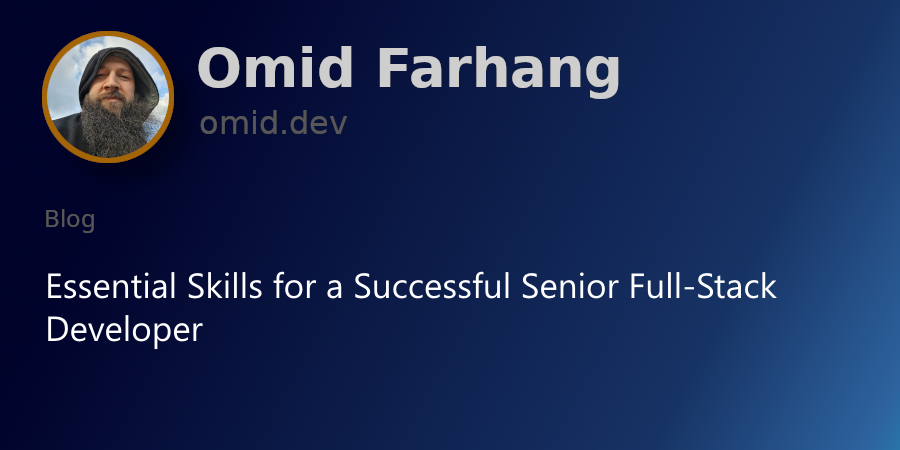 Omid Farhang
omid.dev
Blog
Essential Skills for a Successful Senior Full-Stack
Developer